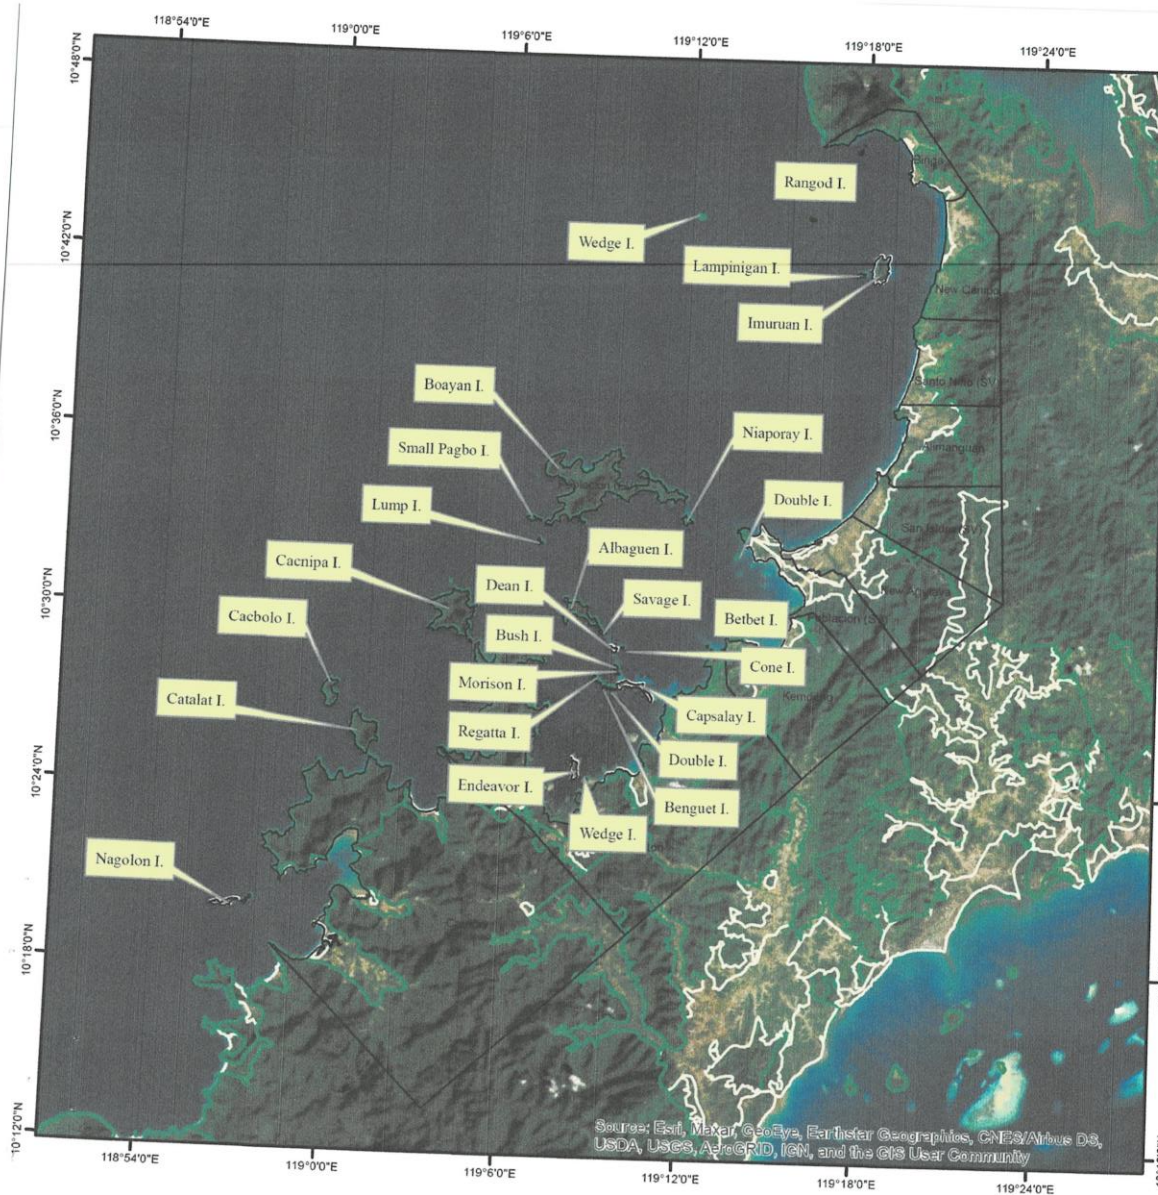 118°54'0"E
119°0'0"E
119°6'0"E
119°12'0"E
119°18'0"E
119°24'0"E
10°48'0"N
Binga
Rangod I.
Wedge I.
10°42'0"N
Lampinigan I.
New Canipo
Imuruan I.
Boayan I.
Santo Niño (SV)
10°36'0"N
Niaporay I.
Small Pagbo I.
Alimanguan
Double I.
Lump I.
Albaguen I.
Cacnipa I.
Dean I.
10°30'0"N
Savage I.
Cacbolo I.
Betbet I.
Poblacion (SV)
Bush I.
Cone I.
Morison I.
Catalat I.
Kemdeng
Capsalay I.
Regatta I.
Double I.
10°24'0"N
Endeavor I.
Benguet I.
Wedge I.
Nagolon I.
10°18'0"N
10°12'0"N
Source: Esri, Maxar, GeoEye, Earthstar Geographics, CNES/Airbus DS,
USDA, USGS, AeroGRID, IGN, and the GIS User Community
118°54'0"E
119°0'0"E
119°6'0"E
119°12'0"E
119°18'0"E
119°24'0"E